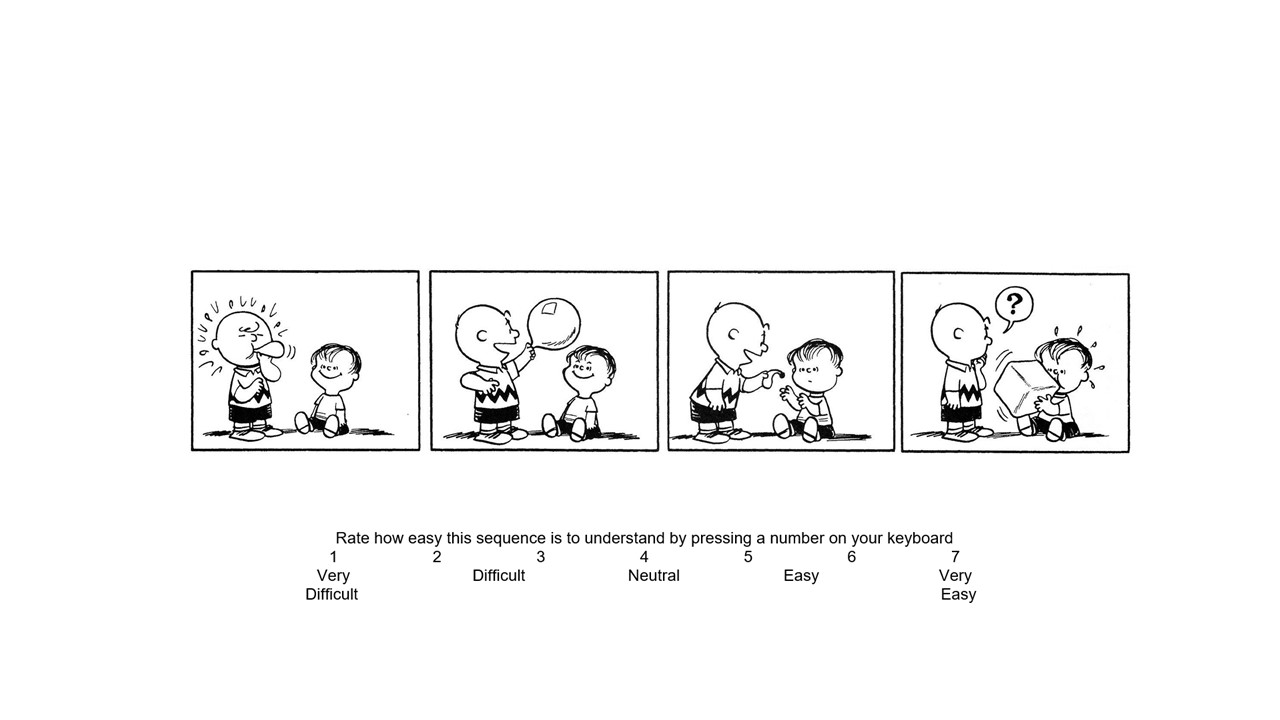 ?
Rate how easy this sequence is to understand by pressing a number on your keyboard
1 2 3 4 5 6 7
Very Difficult Neutral Easy Very
Difficult Easy